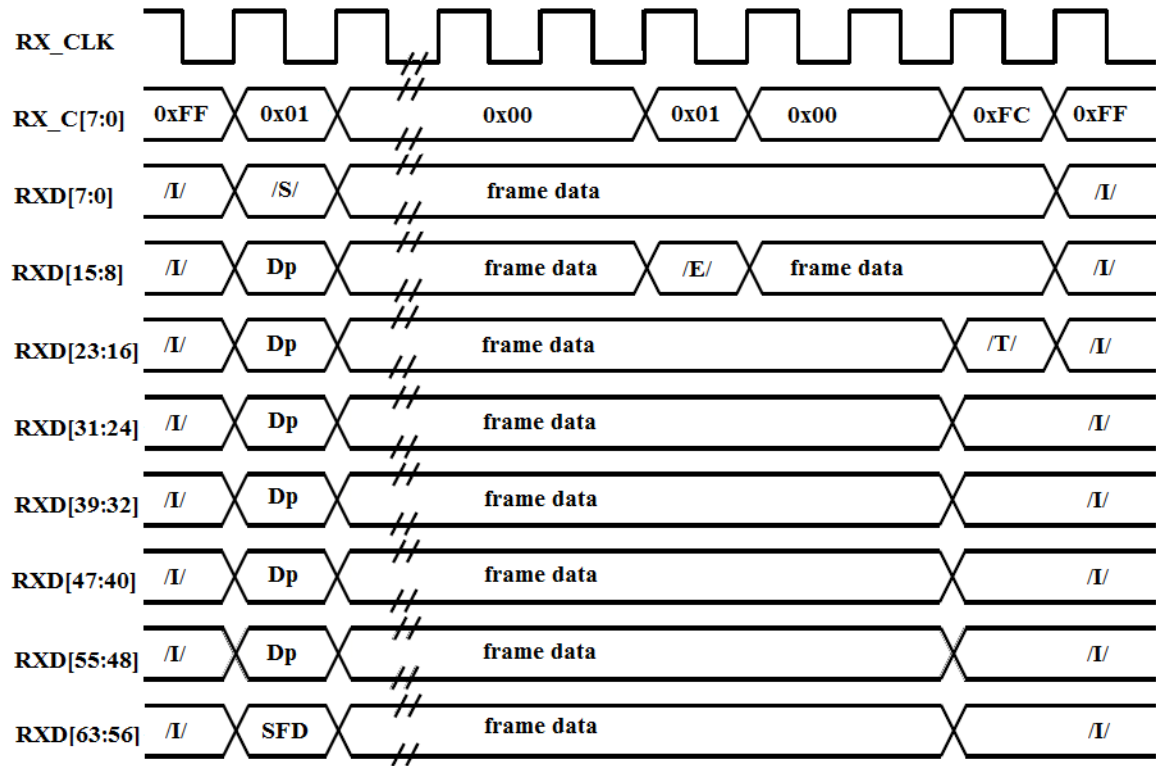 RX_CLK
RX_C[7:0] 0xFF 0x01 0x00 0x01 0x00 0xFC 0xFF
RXD[7:0] /I/ /S/ frame data /I/
RXD[15:8] /I/ Dp frame data /E/ frame data /I/
RXD[23:16] /I/ Dp frame data /T/ /I/
RXD[31:24] /I/ Dp frame data /I/
RXD[39:32] /I/ Dp frame data /I/
RXD[47:40] /I/ Dp frame data /I/
RXD[55:48] /I/ Dp frame data /I/
RXD[63:56] /I/ SFD frame data /I/